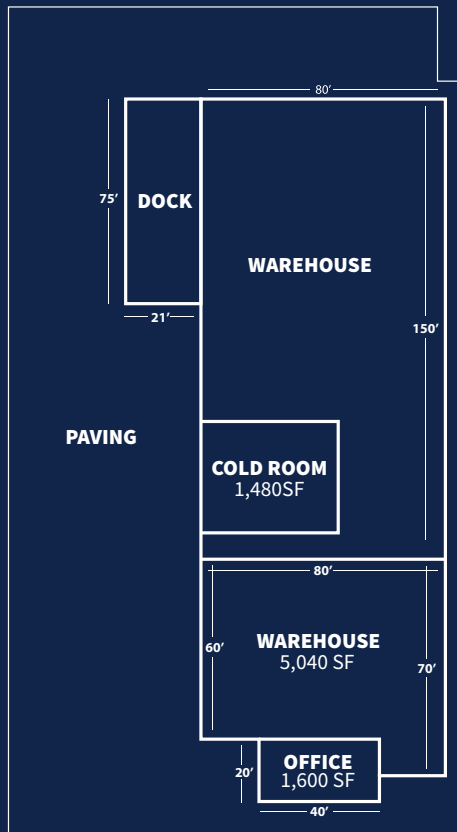 80′
75′
DOCK
WAREHOUSE
21′
150′
PAVING
COLD ROOM
1,480SF
80′
60′
WAREHOUSE
5,040 SF
70′
OFFICE
1,600 SF
20′
40′